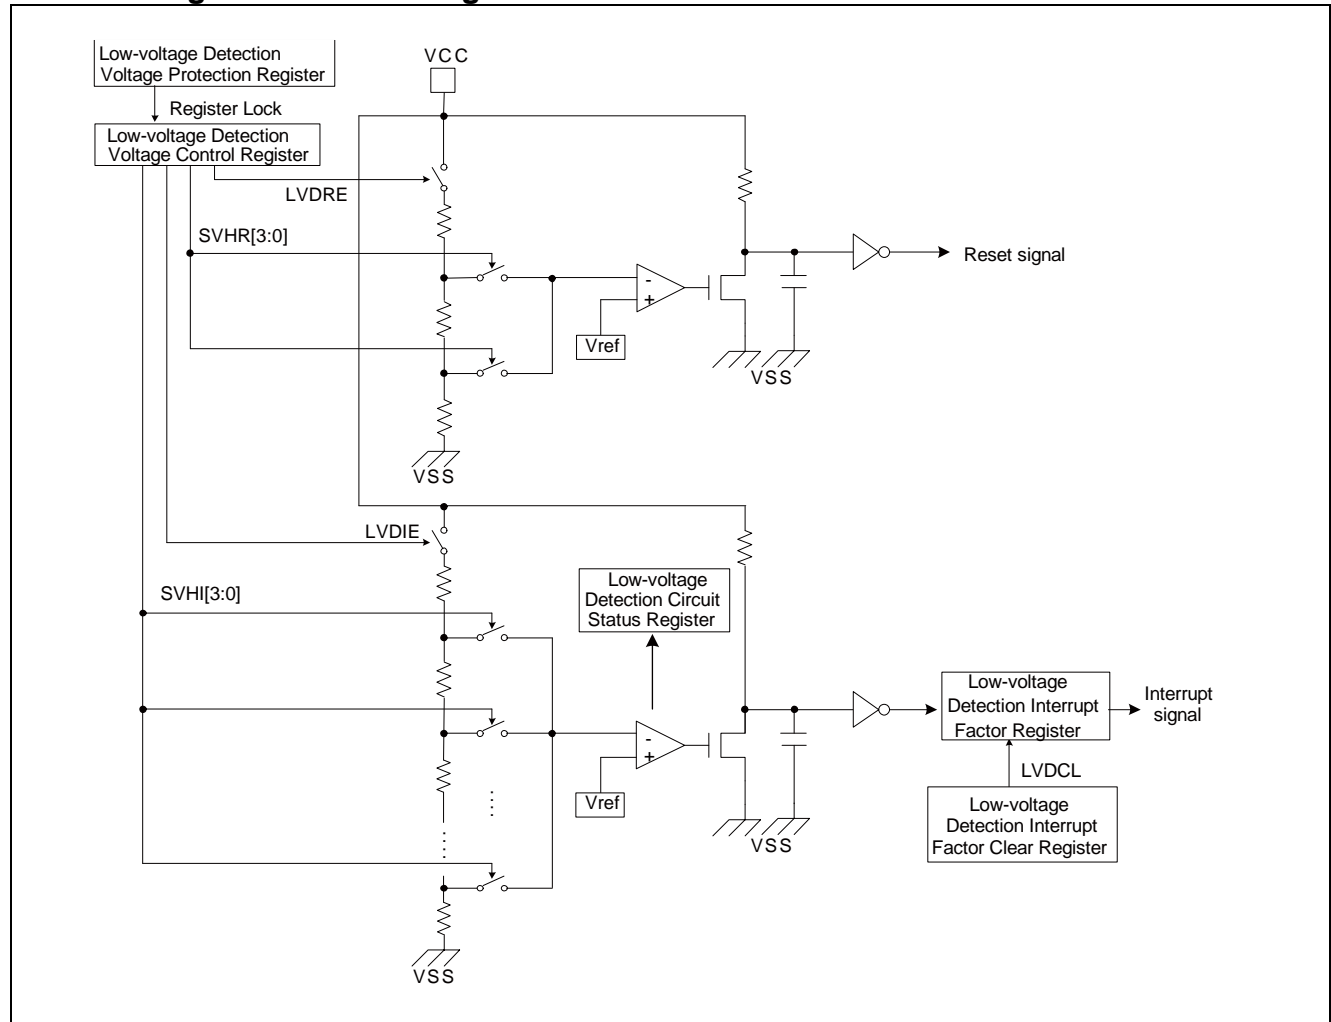 Low-voltage Detection
Voltage Protection Register
VCC
Register Lock
Low-voltage Detection
Voltage Control Register
LVDRE
SVHR[3:0]
Reset signal
-
+
Vref
VSS
VSS
LVDIE
SVHI[3:0]
Low-voltage
Detection Circuit
Status Register
Low-voltage
Detection Interrupt
Factor Register
Interrupt
signal
-
+
Vref
LVDCL
VSS
Low-voltage
Detection Interrupt
Factor Clear Register
VSS